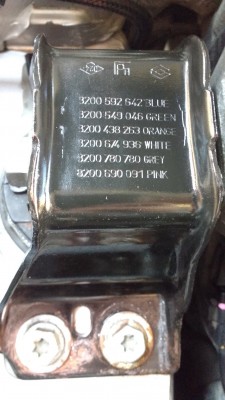 8200 592 642 BLUE
8200 549 046 GREEN
8200 438 263 ORANGE
8200 674 936 WHITE
8200 780 780 GREY
8200 690 091 PINK